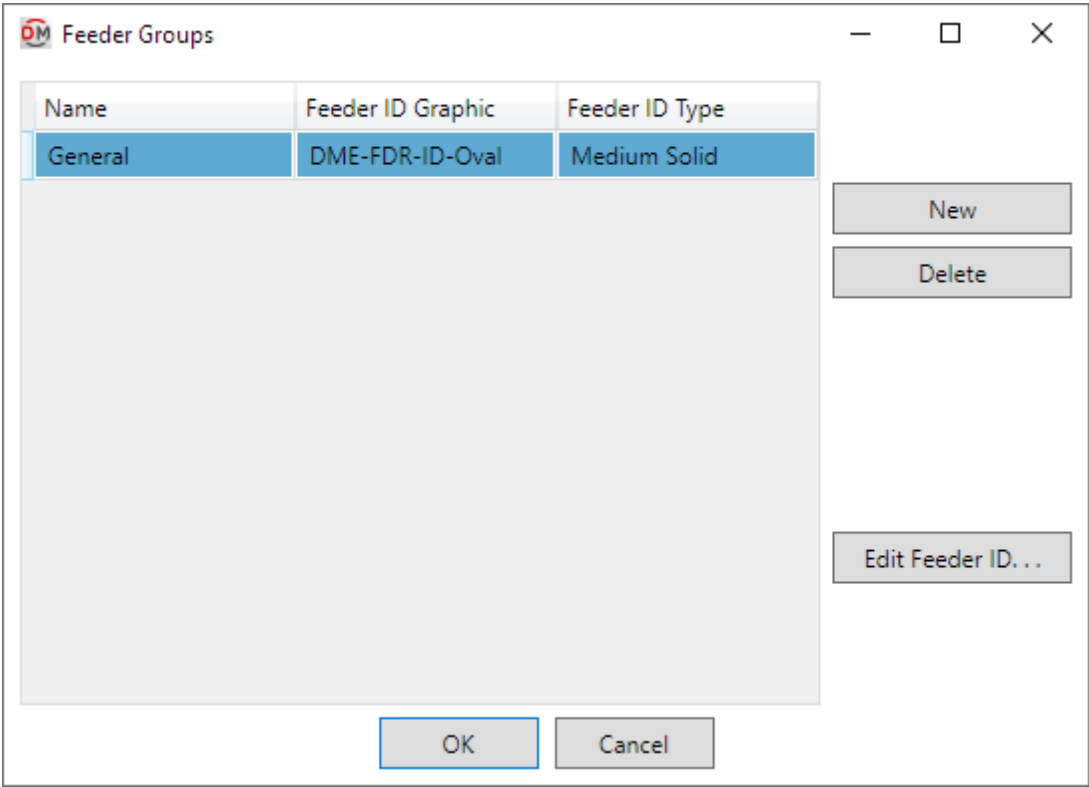 DM Feeder Groups
Name Feeder ID Graphic Feeder ID Type
General DME-FDR-ID-Oval Medium Solid
New
Delete
Edit Feeder ID. . .
OK Cancel